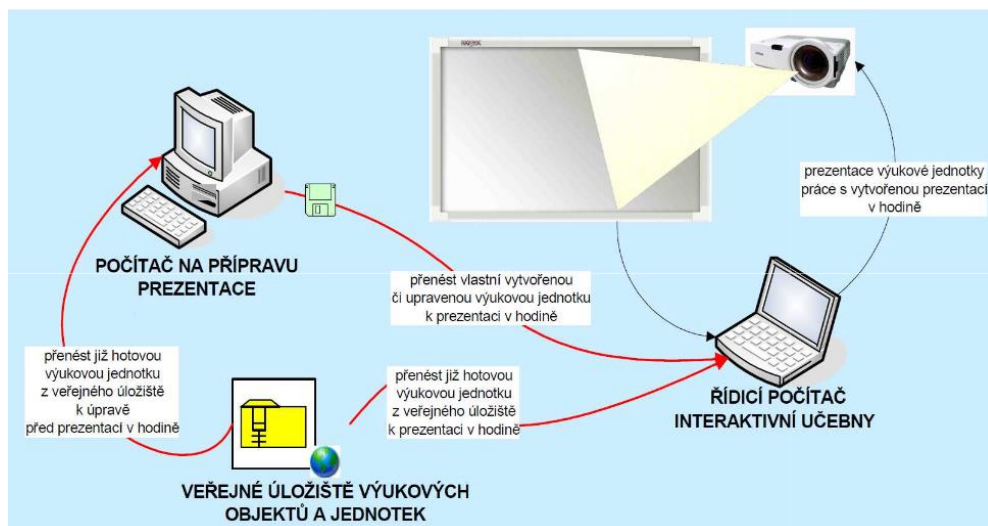 prezentace výukové jednotky
práce s vytvořenou prezentací
v hodině
POČÍTAČ NA PŘÍPRAVU
PREZENTACE
přenést vlastní vytvořenou
či upravenou výukovou jednotku
k prezentaci v hodině
přenést již hotovou
výukovou jednotku
z veřejného úložiště
k úpravě
před prezentací v hodině
přenést již hotovou
výukovou jednotku
z veřejného úložiště
k prezentaci v hodině
ŘÍDICÍ POČÍTAČ
INTERAKTIVNÍ UČEBNY
VEŘEJNÉ ÚLOŽIŠTĚ VÝUKOVÝCH
OBJEKTŮ A JEDNOTEK